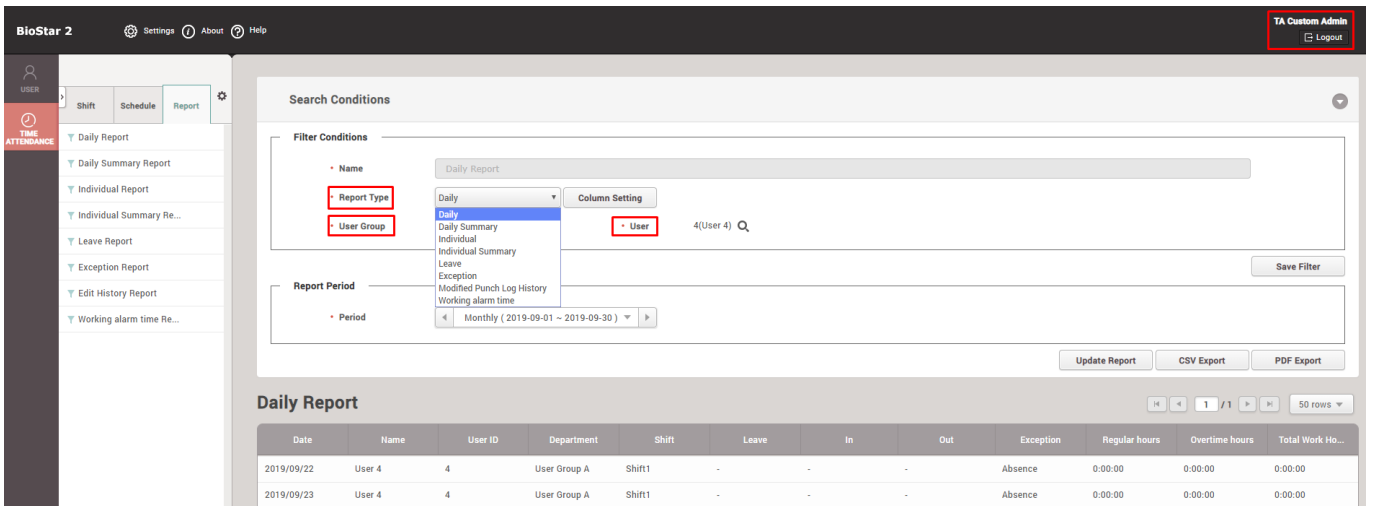 BioStar 2 Settings About Help
TA Custom Admin
Logout
USER
TIME
ATTENDANCE
Shift Schedule Report
Daily Report
Daily Summary Report
Individual Report
Individual Summary Re...
Leave Report
Exception Report
Edit History Report
Working alarm time Re...
Search Conditions
Filter Conditions
• Name Daily Report
• Report Type Daily Column Setting
• User Group • User 4(User 4)
Daily
Daily Summary
Individual
Individual Summary
Leave
Exception
Modified Punch Log History
Working alarm time
Save Filter
Report Period
• Period Monthly ( 2019-09-01 ~ 2019-09-30 )
Update Report CSV Export PDF Export
Daily Report 1 / 1 50 rows
Date Name User ID Department Shift Leave In Out Exception Regular hours Overtime hours Total Work Ho...
2019/09/22 User 4 4 User Group A Shift1 - - - Absence 0:00:00 0:00:00 0:00:00
2019/09/23 User 4 4 User Group A Shift1 - - - Absence 0:00:00 0:00:00 0:00:00